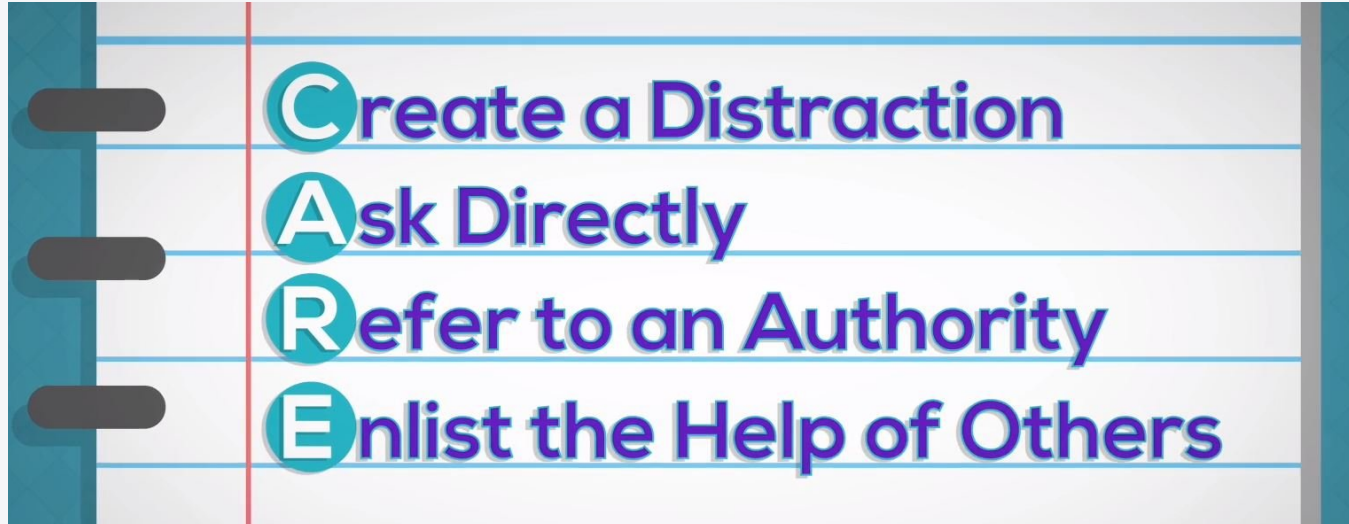 Create a Distraction
Ask Directly
Refer to an Authority
Enlist the Help of Others